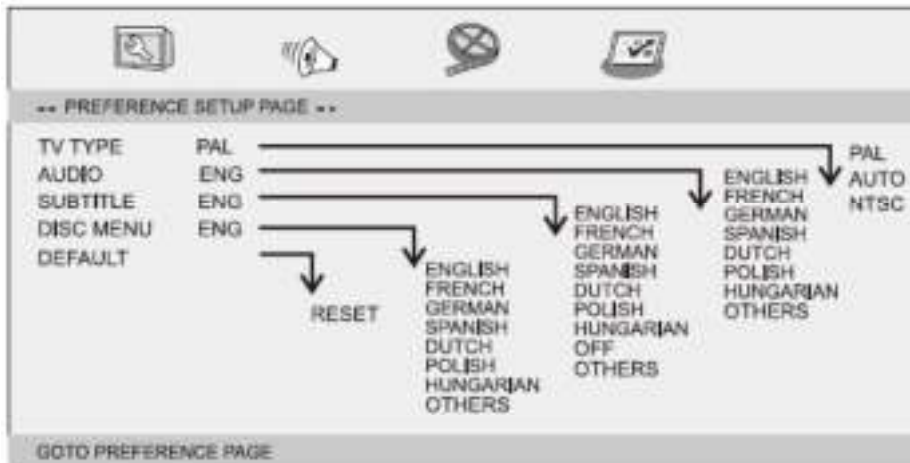 -- PREFERENCE SETUP PAGE --
TV TYPE PAL
AUDIO ENG
SUBTITLE ENG
DISC MENU ENG
DEFAULT
RESET
ENGLISH
FRENCH
GERMAN
SPANISH
DUTCH
POLISH
HUNGARIAN
OTHERS
ENGLISH
FRENCH
GERMAN
SPANISH
DUTCH
POLISH
HUNGARIAN
OFF
OTHERS
ENGLISH
FRENCH
GERMAN
SPANISH
DUTCH
POLISH
HUNGARIAN
OTHERS
PAL
AUTO
NTSC
GOTO PREFERENCE PAGE